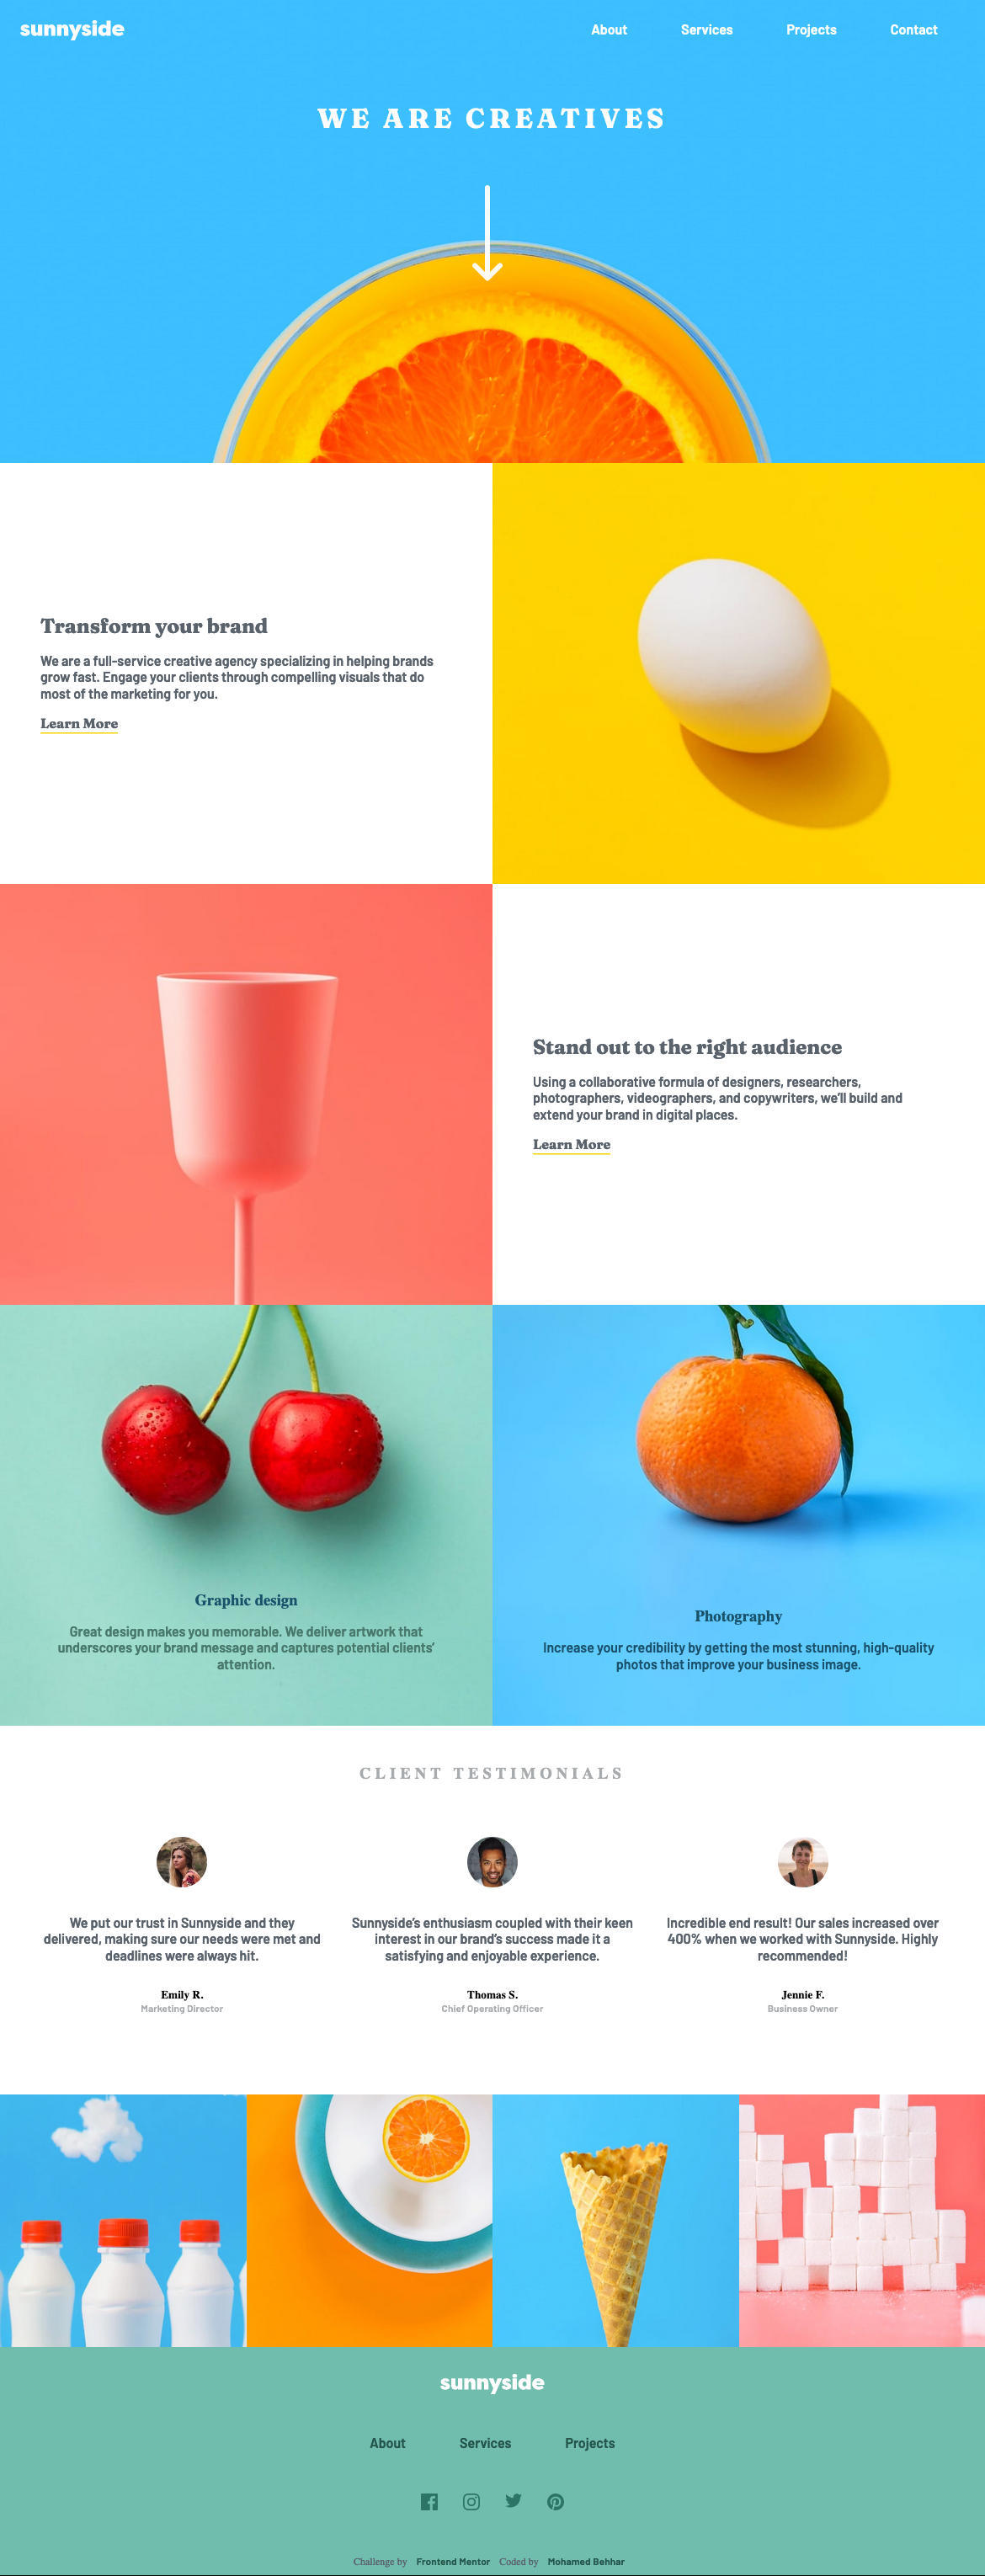 sunnyside
About Services Projects Contact
WE ARE CREATIVES
Transform your brand
We are a full-service creative agency specializing in helping brands
grow fast. Engage your clients through compelling visuals that do
most of the marketing for you.
Learn More
Stand out to the right audience
Using a collaborative formula of designers, researchers,
photographers, videographers, and copywriters, we'll build and
extend your brand in digital places.
Learn More
Graphic design
Great design makes you memorable. We deliver artwork that
underscores your brand message and captures potential clients'
attention.
Photography
Increase your credibility by getting the most stunning, high-quality
photos that improve your business image.
CLIENT TESTIMONIALS
We put our trust in Sunnyside and they
delivered, making sure our needs were met and
deadlines were always hit.
Emily R.
Marketing Director
Sunnyside's enthusiasm coupled with their keen
interest in our brand's success made it a
satisfying and enjoyable experience.
Thomas S.
Chief Operating Officer
Incredible end result! Our sales increased over
400% when we worked with Sunnyside. Highly
recommended!
Jennie F.
Business Owner
sunnyside
About Services Projects
Challenge by Frontend Mentor Coded by Mohamed Behhar